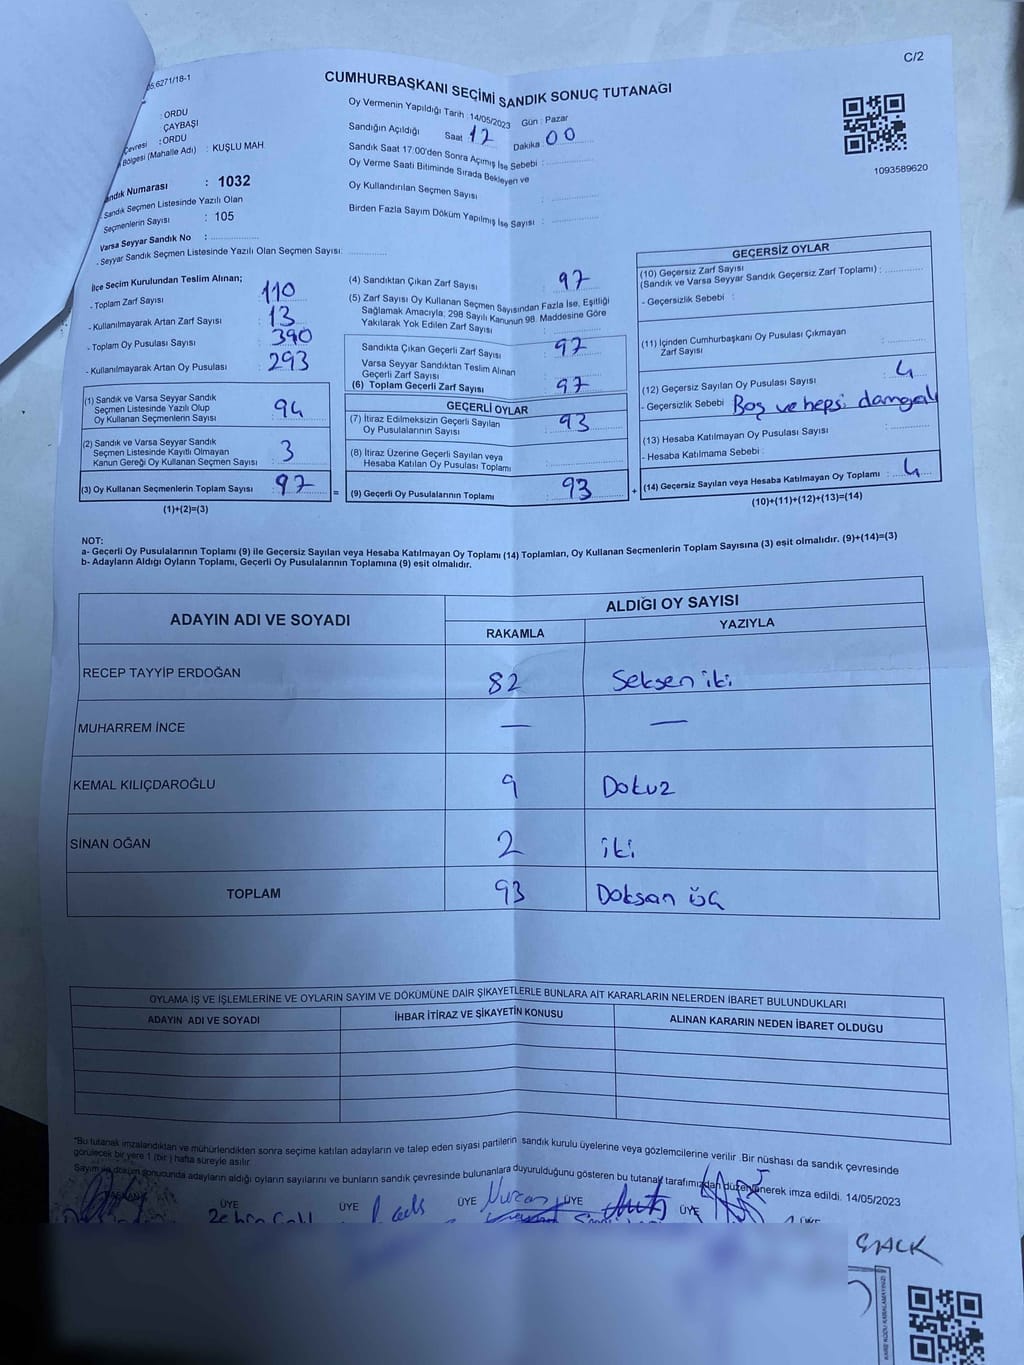 C/2
CUMHURBAŞKANI SEÇİMİ SANDIK SONUÇ TUTANAĞI
6271/18-1
: ORDU
ÇAYBAŞI
: ORDU
Bölgesi (Mahalle Adı) : KUŞLU MAH
Sandık Numarası : 1032
- Sandık Seçmen Listesinde Yazılı Olan
Seçmenlerin Sayısı : 105
Varsa Seyyar Sandık No :
- Seyyar Sandık Seçmen Listesinde Yazılı Olan Seçmen Sayısı:
Oy Vermenin Yapıldığı Tarih : 14/05/2023 Gün : Pazar
Sandığın Açıldığı Saat 17 Dakika 00
Sandık Saat 17:00'den Sonra Açımış İse Sebebi :
Oy Verme Saati Bitiminde Sırada Bekleyen ve
Oy Kullandırılan Seçmen Sayısı :
Birden Fazla Sayım Döküm Yapılmış İse Sayısı :
1093589620
İlçe Seçim Kurulundan Teslim Alınan;
- Toplam Zarf Sayısı : 110
- Kullanılmayarak Artan Zarf Sayısı : 13
- Toplam Oy Pusulası Sayısı : 390
- Kullanılmayarak Artan Oy Pusulası : 293
(1) Sandık ve Varsa Seyyar Sandık
Seçmen Listesinde Yazılı Olup
Oy Kullanan Seçmenlerin Sayısı : 94
(2) Sandık ve Varsa Seyyar Sandık
Seçmen Listesinde Kayıtlı Olmayan
Kanun Gereği Oy Kullanan Seçmen Sayısı : 3
(3) Oy Kullanan Seçmenlerin Toplam Sayısı : 97
(1)+(2)=(3)
=
(4) Sandıktan Çıkan Zarf Sayısı : 97
(5) Zarf Sayısı Oy Kullanan Seçmen Sayısından Fazla İse, Eşitliği
Sağlamak Amacıyla; 298 Sayılı Kanunun 98. Maddesine Göre
Yakılarak Yok Edilen Zarf Sayısı :
Sandıkta Çıkan Geçerli Zarf Sayısı : 97
Varsa Seyyar Sandıktan Teslim Alınan
Geçerli Zarf Sayısı :
(6) Toplam Geçerli Zarf Sayısı : 97
GEÇERLİ OYLAR
(7) İtiraz Edilmeksizin Geçerli Sayılan
Oy Pusulalarının Sayısı : 93
(8) İtiraz Üzerine Geçerli Sayılan veya
Hesaba Katılan Oy Pusulası Toplamı :
(9) Geçerli Oy Pusulalarının Toplamı : 93
+
GEÇERSİZ OYLAR
(10) Geçersiz Zarf Sayısı
(Sandık ve Varsa Seyyar Sandık Geçersiz Zarf Toplamı) :
- Geçersizlik Sebebi :
(11) İçinden Cumhurbaşkanı Oy Pusulası Çıkmayan
Zarf Sayısı :
(12) Geçersiz Sayılan Oy Pusulası Sayısı : 4
- Geçersizlik Sebebi Boş ve hepsi damgalı
(13) Hesaba Katılmayan Oy Pusulası Sayısı :
- Hesaba Katılmama Sebebi :
(14) Geçersiz Sayılan veya Hesaba Katılmayan Oy Toplamı : 4
(10)+(11)+(12)+(13)=(14)
NOT:
a- Geçerli Oy Pusulalarının Toplamı (9) ile Geçersiz Sayılan veya Hesaba Katılmayan Oy Toplamı (14) Toplamları, Oy Kullanan Seçmenlerin Toplam Sayısına (3) eşit olmalıdır. (9)+(14)=(3)
b- Adayların Aldığı Oyların Toplamı, Geçerli Oy Pusulalarının Toplamına (9) eşit olmalıdır.
ADAYIN ADI VE SOYADI
ALDIĞI OY SAYISI
RAKAMLA YAZIYLA
RECEP TAYYİP ERDOĞAN 82 Seksen iki
MUHARREM İNCE — —
KEMAL KILIÇDAROĞLU 9 Dokuz
SİNAN OĞAN 2 iki
TOPLAM 93 Doksan üç
OYLAMA İŞ VE İŞLEMLERİNE VE OYLARIN SAYIM VE DÖKÜMÜNE DAİR ŞİKAYETLERLE BUNLARA AİT KARARLARIN NELERDEN İBARET BULUNDUKLARI
ADAYIN ADI VE SOYADI İHBAR İTİRAZ VE ŞİKAYETİN KONUSU ALINAN KARARIN NEDEN İBARET OLDUĞU
*Bu tutanak imzalandıktan ve mühürlendikten sonra seçime katılan adayların ve talep eden siyasi partilerin sandık kurulu üyelerine veya gözlemcilerine verilir .Bir nüshası da sandık çevresinde
görülecek bir yere 1 (bir ) hafta süreyle asılır.
Sayım ve döküm sonucunda adayların aldığı oyların sayılarını ve bunların sandık çevresinde bulunanlara duyurulduğunu gösteren bu tutanak tarafımızdan düzenlenerek imza edildi. 14/05/2023
ÜYE ÜYE ÜYE ÜYE ÜYE